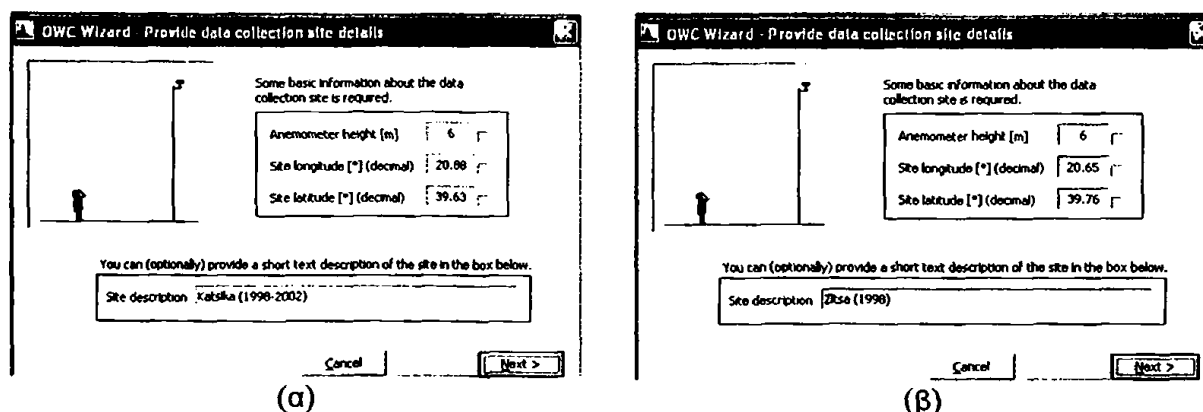 OWC Wizard - Provide data collection site details
Some basic information about the data
collection site is required.
Anemometer height [m] 6
Site longitude [°] (decimal) 20.88
Site latitude [°] (decimal) 39.63
You can (optionally) provide a short text description of the site in the box below.
Site description Katsika (1998-2002)
Cancel Next >
(α)
OWC Wizard - Provide data collection site details
Some basic information about the data
collection site is required.
Anemometer height [m] 6
Site longitude [°] (decimal) 20.65
Site latitude [°] (decimal) 39.76
You can (optionally) provide a short text description of the site in the box below.
Site description Zitsa (1998)
Cancel Next >
(β)